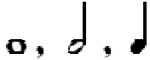 𝅝, 𝅗𝅥, 𝅘𝅥